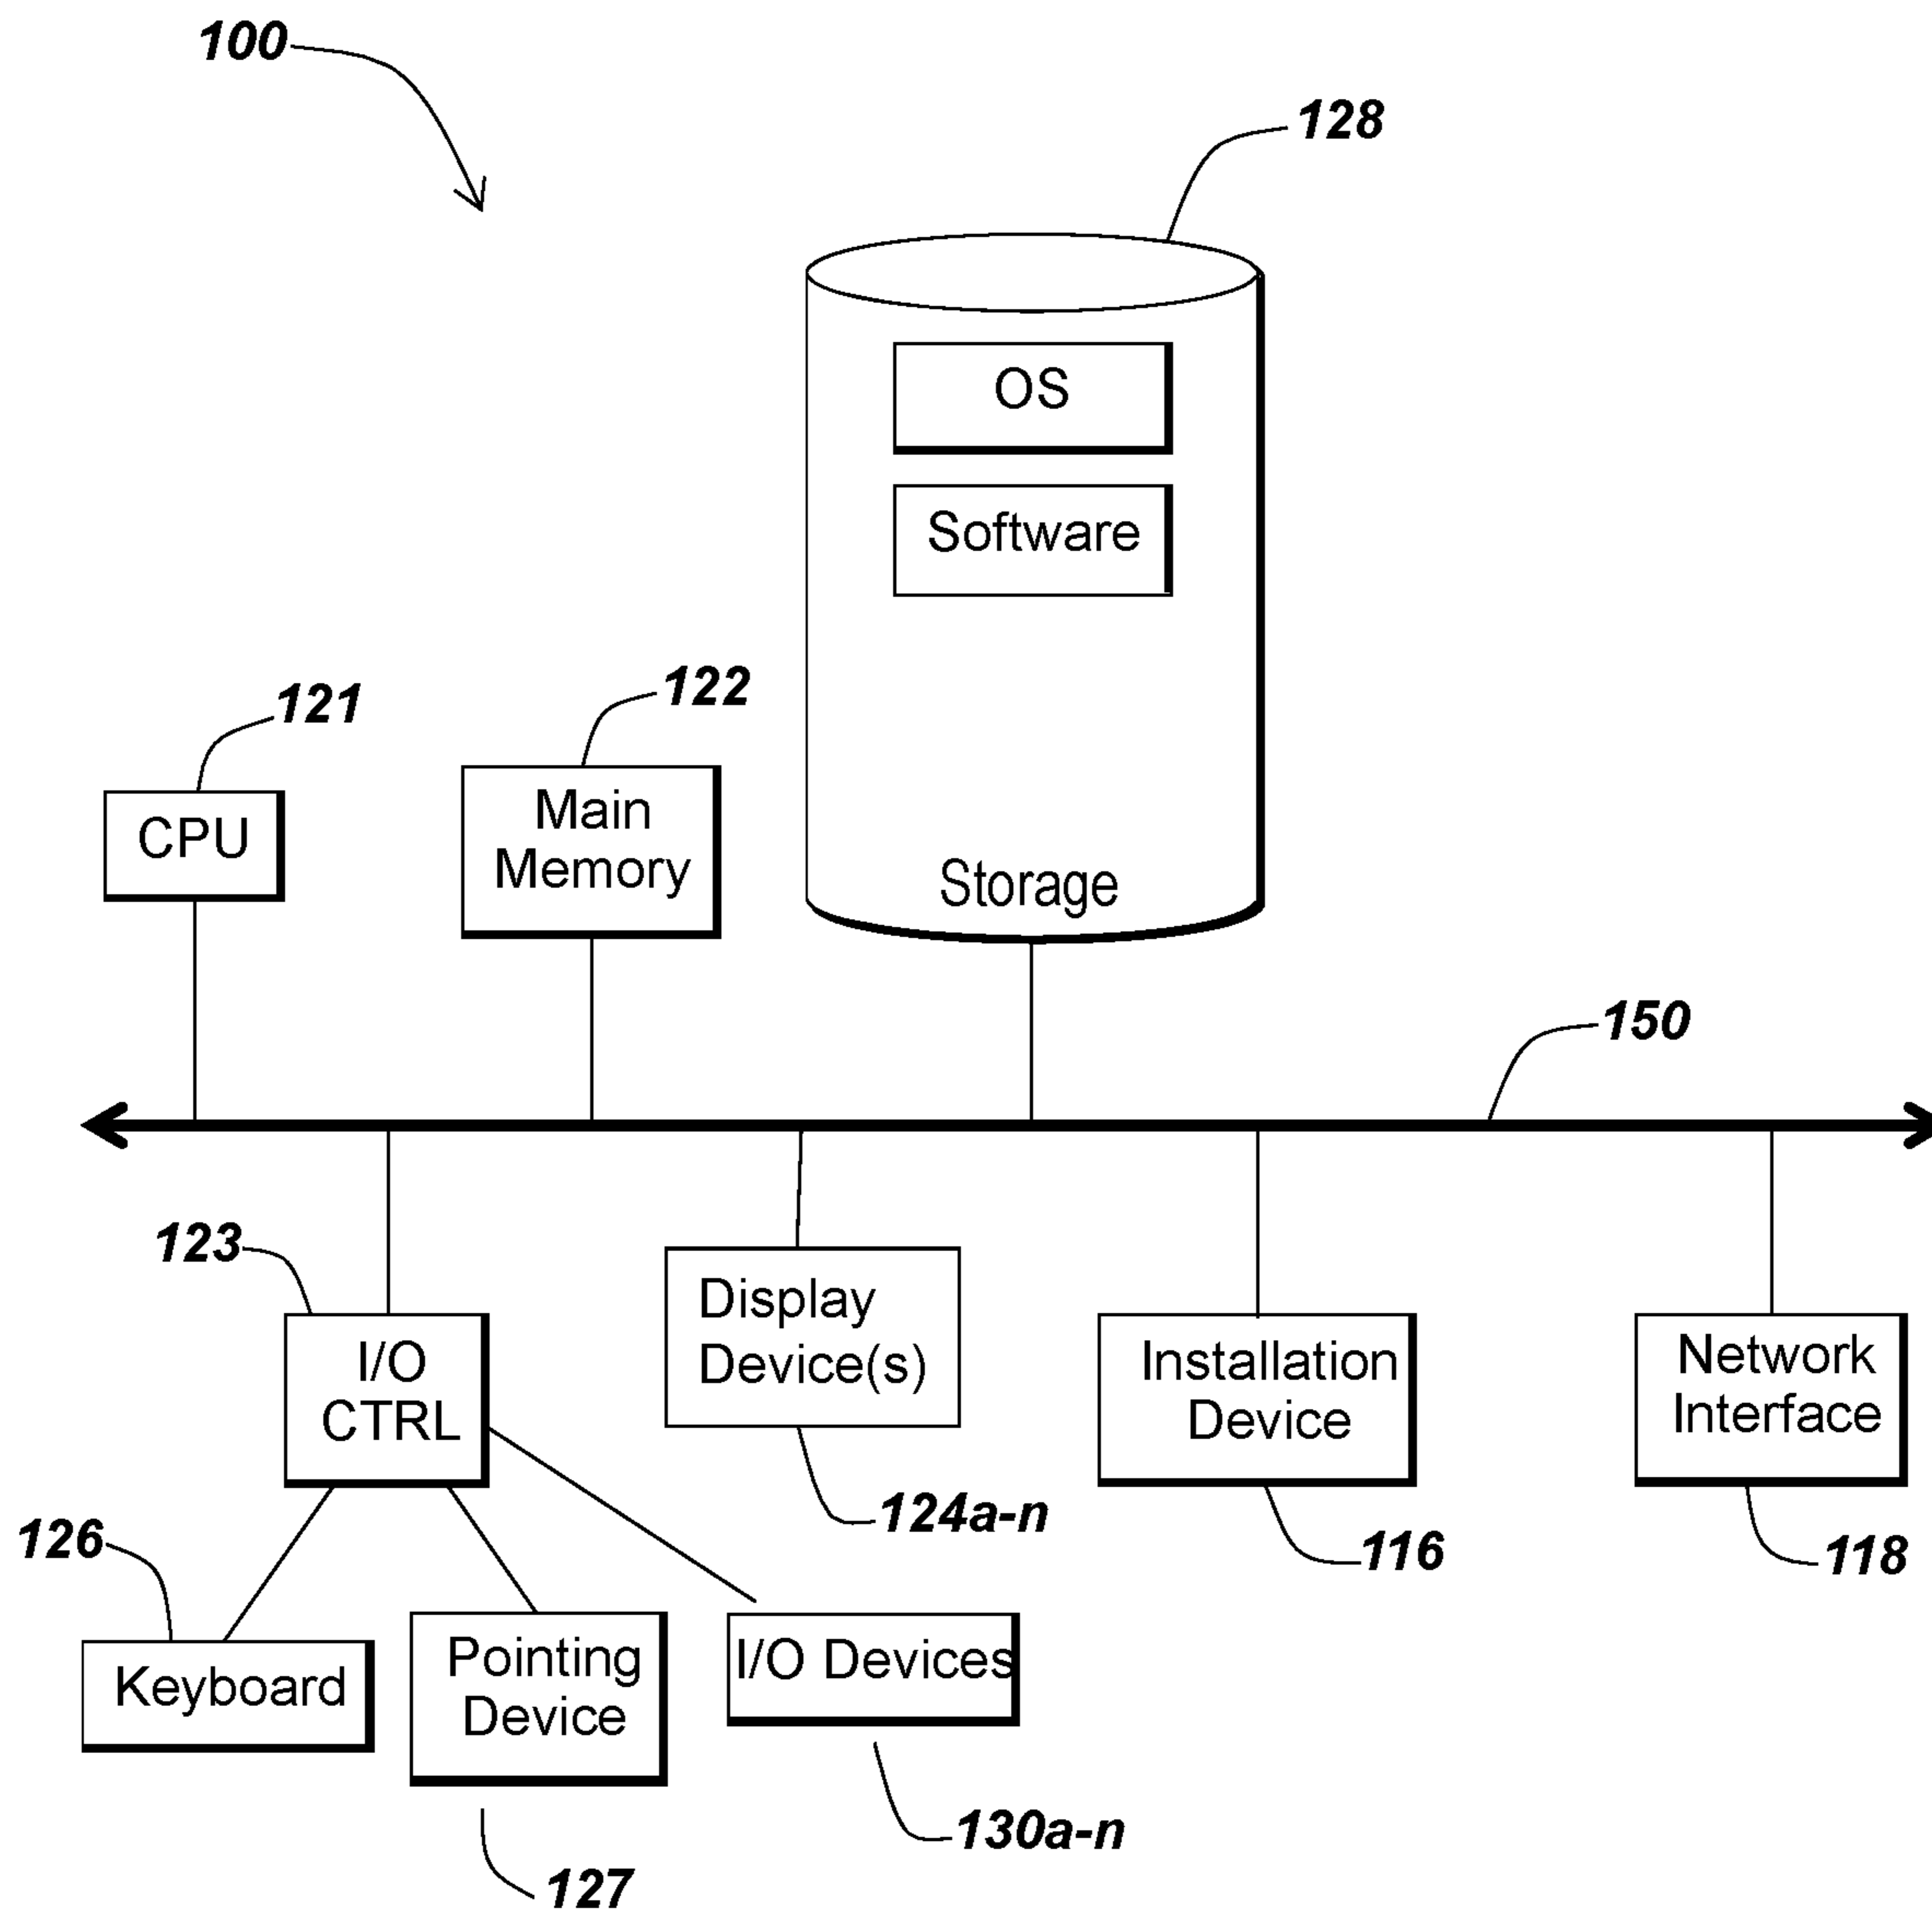 100
128
OS
Software
121
122
CPU
Main
Memory
Storage
150
123
Display
Device(s)
I/O
CTRL
Installation
Device
Network
Interface
124a-n
126
116
118
Keyboard
Pointing
Device
I/O Devices
130a-n
127